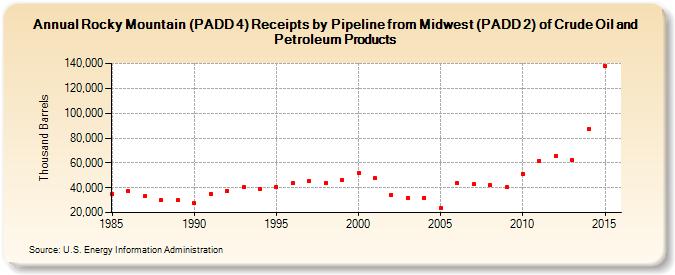 Annual Rocky Mountain (PADD 4) Receipts by Pipeline from Midwest (PADD 2) of Crude Oil and
Petroleum Products
Thousand Barrels
140,000
120,000
100,000
80,000
60,000
40,000
20,000
1985 1990 1995 2000 2005 2010 2015
Source: U.S. Energy Information Administration